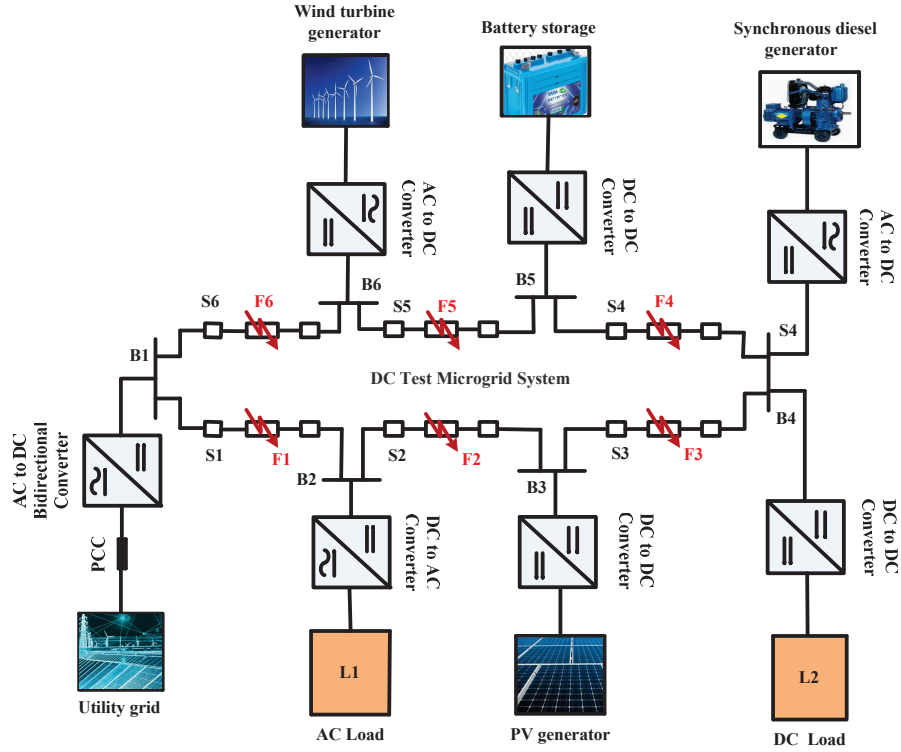 Wind turbine
generator
Battery storage
Synchronous diesel
generator
AC to DC
Converter
DC to DC
Converter
AC to DC
Converter
B6
B5
S6
F6
S5
F5
S4
F4
S4
B1
DC Test Microgrid System
B4
S1
F1
S2
F2
S3
F3
B2
B3
AC to DC
Bidirectional
Converter
DC to AC
Converter
DC to DC
Converter
DC to DC
Converter
PCC
L1
L2
Utility grid
AC Load
PV generator
DC Load